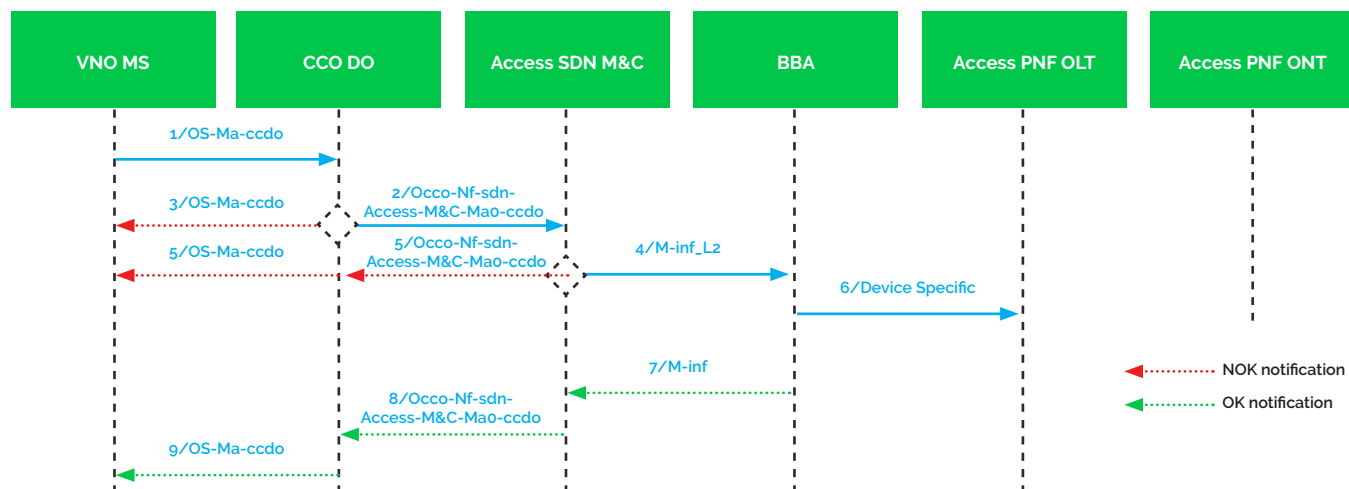 VNO MS
CCO DO
Access SDN M&C
BBA
Access PNF OLT
Access PNF ONT
1/OS-Ma-ccdo
2/Occo-Nf-sdn-
Access-M&C-Ma0-ccdo
3/OS-Ma-ccdo
5/Occo-Nf-sdn-
Access-M&C-Ma0-ccdo
5/OS-Ma-ccdo
4/M-inf_L2
6/Device Specific
7/M-inf
8/Occo-Nf-sdn-
Access-M&C-Ma0-ccdo
9/OS-Ma-ccdo
NOK notification
OK notification